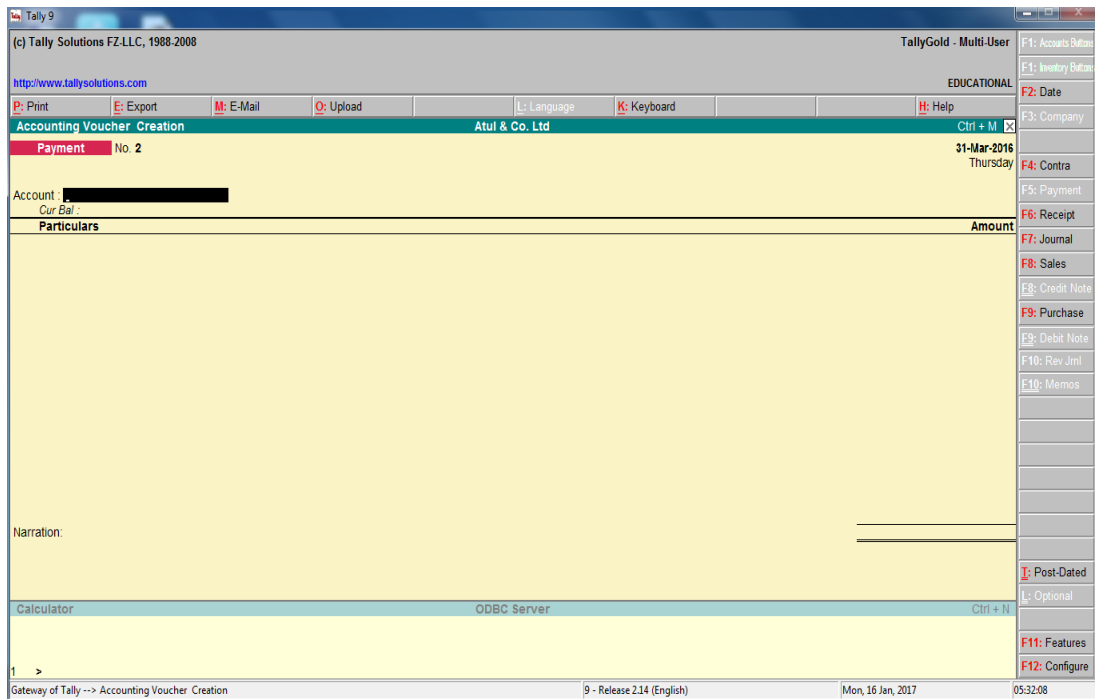 Tally 9
(c) Tally Solutions FZ-LLC, 1988-2008 TallyGold - Multi-User
http://www.tallysolutions.com EDUCATIONAL
P: Print E: Export M: E-Mail O: Upload L: Language K: Keyboard H: Help
Accounting Voucher Creation Atul & Co. Ltd Ctrl + M
Payment No. 2 31-Mar-2016
Thursday
Account :
Cur Bal :
Particulars Amount
Narration:
Calculator ODBC Server Ctrl + N
1 >
Gateway of Tally --> Accounting Voucher Creation 9 - Release 2.14 (English) Mon, 16 Jan, 2017 05:32:08
F1: Accounts Buttons
F1: Inventory Buttons
F2: Date
F3: Company
F4: Contra
F5: Payment
F6: Receipt
F7: Journal
F8: Sales
F8: Credit Note
F9: Purchase
F9: Debit Note
F10: Rev Jrnl
F10: Memos
T: Post-Dated
L: Optional
F11: Features
F12: Configure